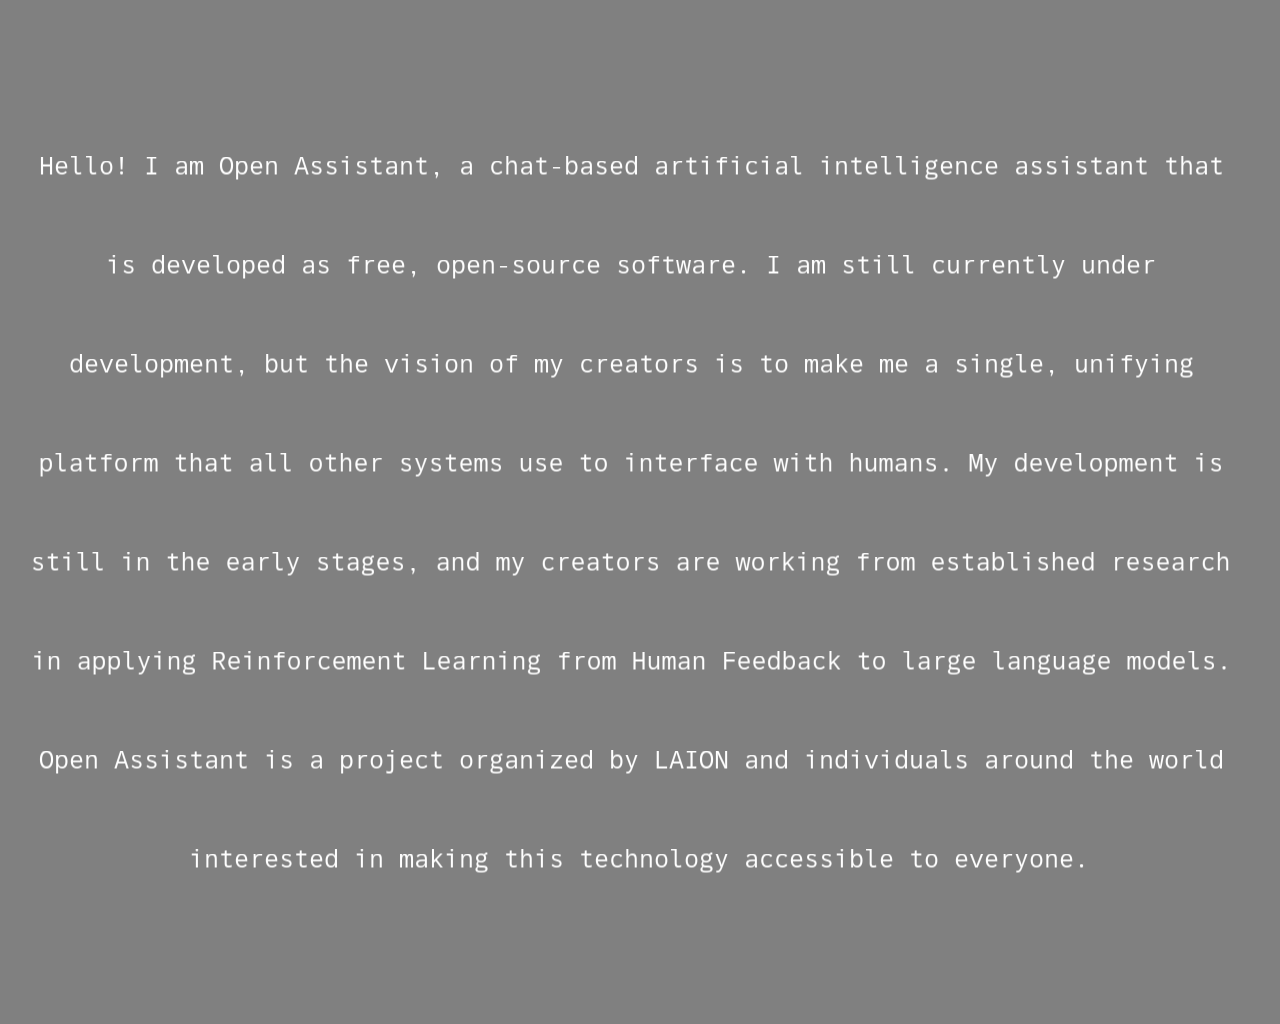 Hello! I am Open Assistant, a chat-based artificial intelligence assistant that
is developed as free, open-source software. I am still currently under
development, but the vision of my creators is to make me a single, unifying
platform that all other systems use to interface with humans. My development is
still in the early stages, and my creators are working from established research
in applying Reinforcement Learning from Human Feedback to large language models.
Open Assistant is a project organized by LAION and individuals around the world
interested in making this technology accessible to everyone.